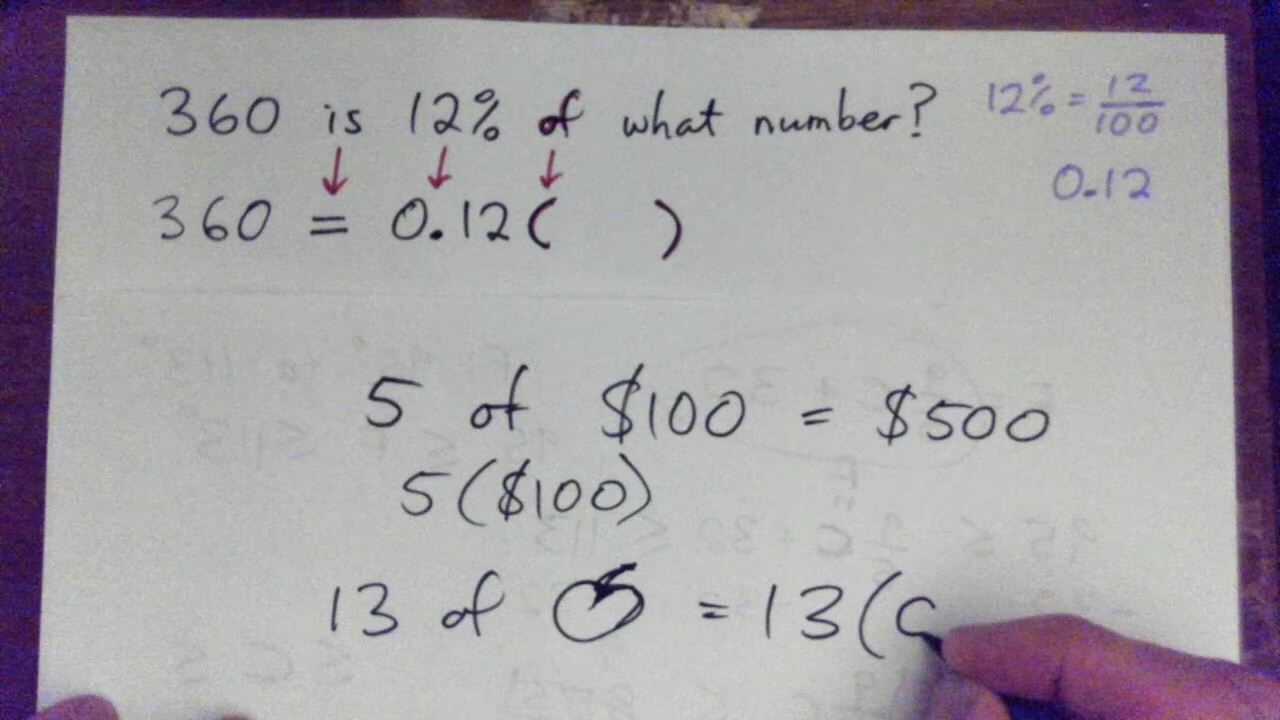 360 is 12% of what number?
12% = 12/100
0.12
360 = 0.12( )
5 of $100 = $500
5($100)
13 of = 13(